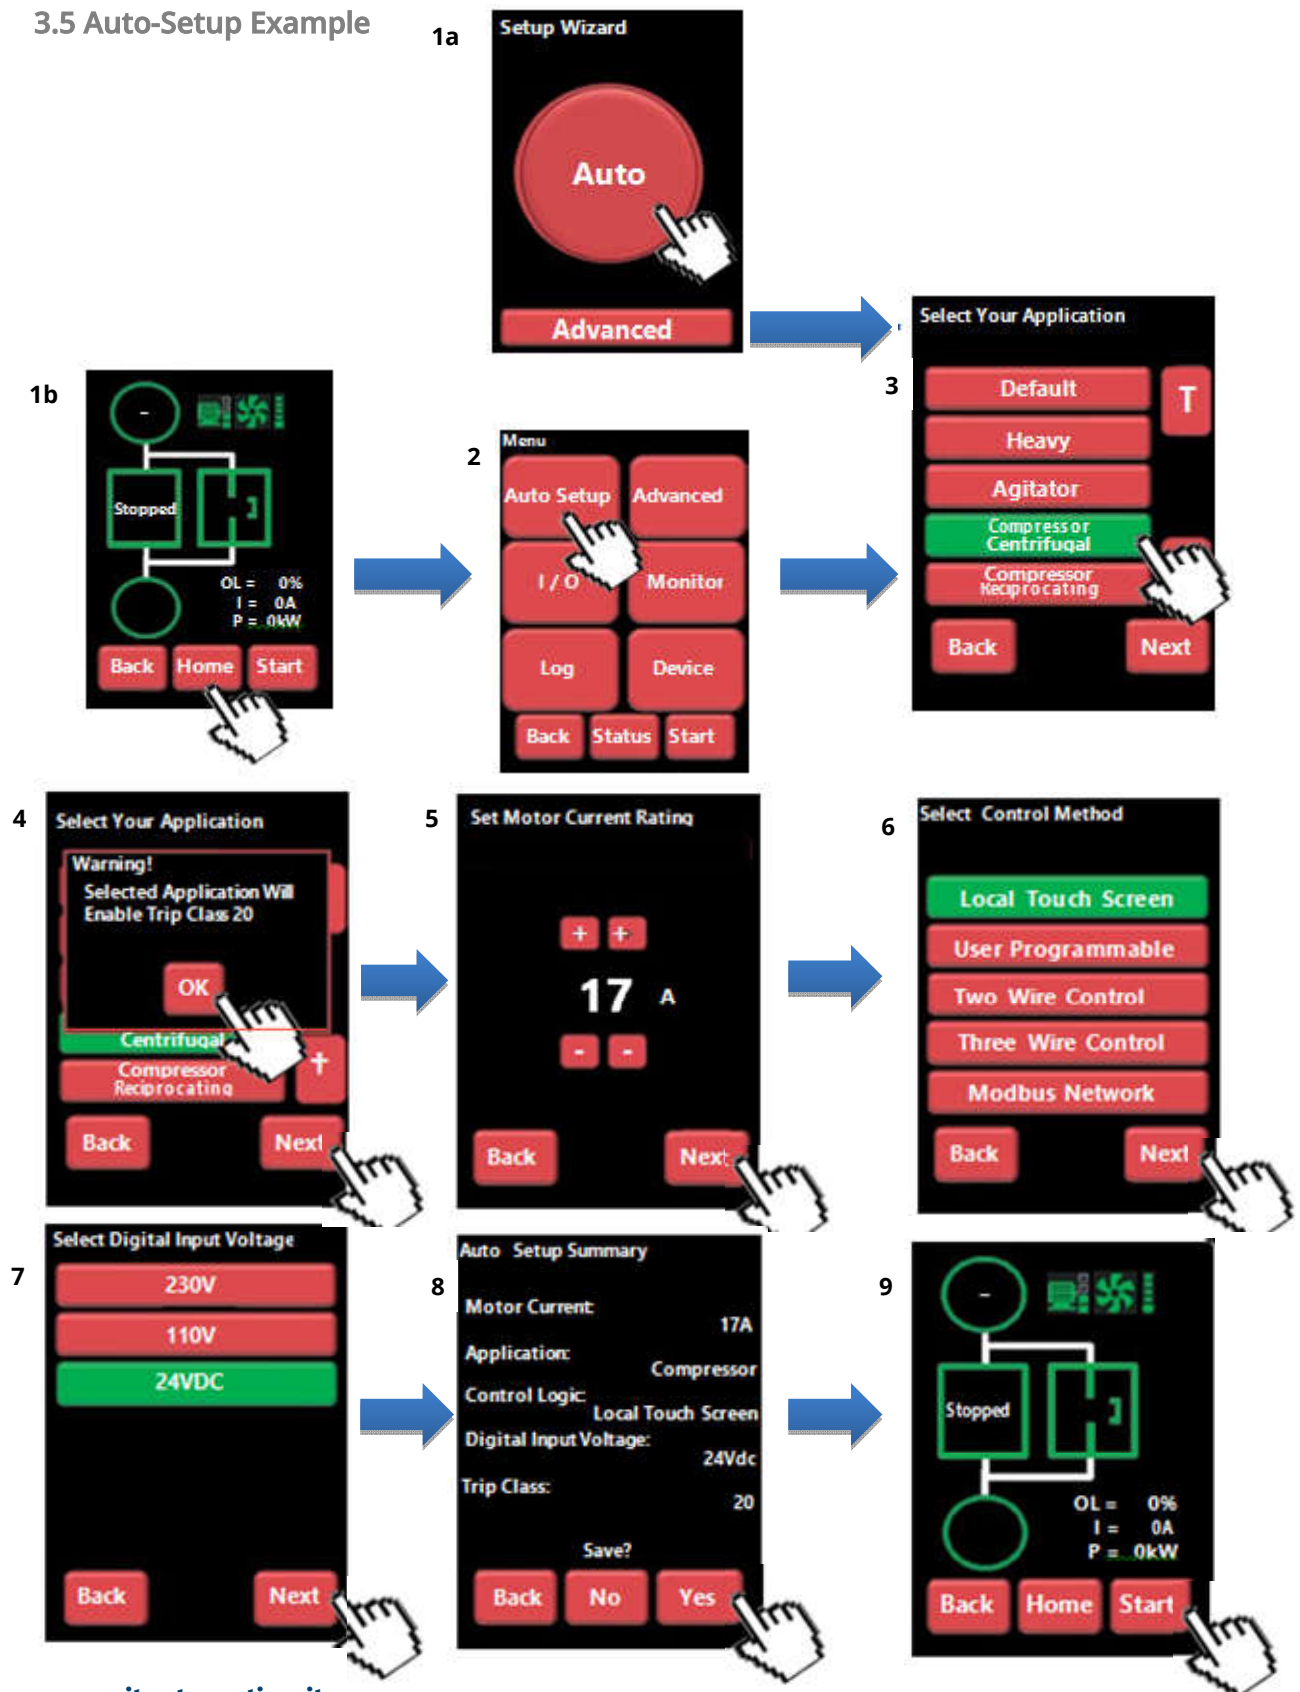 3.5 Auto-Setup Example
1a
Setup Wizard
Auto
Advanced
1b
-
Stopped
OL = 0%
I = 0A
P = 0kW
Back Home Start
2
Menu
Auto Setup Advanced
I / O Monitor
Log Device
Back Status Start
3
Select Your Application
Default
Heavy
Agitator
Compressor
Centrifugal
Compressor
Reciprocating
Back Next
4
Select Your Application
Warning!
Selected Application Will
Enable Trip Class 20
OK
Centrifugal
Compressor
Reciprocating
Back Next
5
Set Motor Current Rating
+ +
17 A
- -
Back Next
6
Select Control Method
Local Touch Screen
User Programmable
Two Wire Control
Three Wire Control
Modbus Network
Back Next
7
Select Digital Input Voltage
230V
110V
24VDC
Back Next
8
Auto Setup Summary
Motor Current:
17A
Application:
Compressor
Control Logic:
Local Touch Screen
Digital Input Voltage:
24Vdc
Trip Class:
20
Save?
Back No Yes
9
-
Stopped
OL = 0%
I = 0A
P = 0kW
Back Home Start